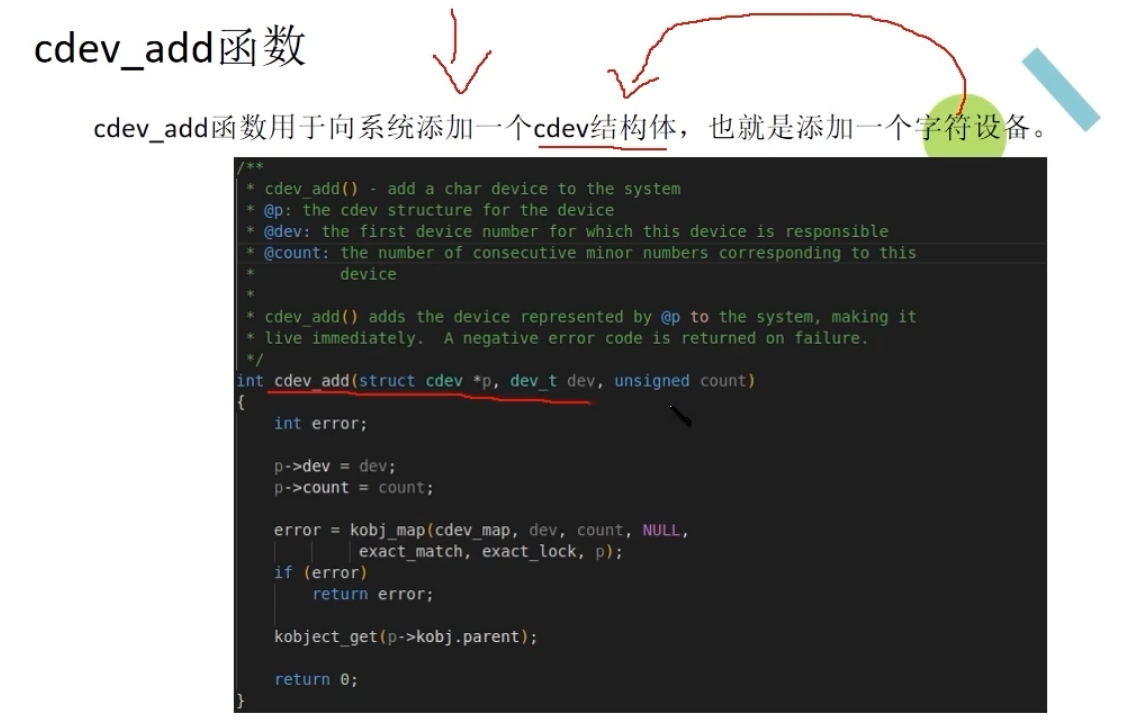 cdev_add函数
cdev_add函数用于向系统添加一个cdev结构体，也就是添加一个字符设备。
/**
 * cdev_add() - add a char device to the system
 * @p: the cdev structure for the device
 * @dev: the first device number for which this device is responsible
 * @count: the number of consecutive minor numbers corresponding to this
 *         device
 *
 * cdev_add() adds the device represented by @p to the system, making it
 * live immediately.  A negative error code is returned on failure.
 */
int cdev_add(struct cdev *p, dev_t dev, unsigned count)
{
    int error;
    p->dev = dev;
    p->count = count;
    error = kobj_map(cdev_map, dev, count, NULL,
             exact_match, exact_lock, p);
    if (error)
        return error;
    kobject_get(p->kobj.parent);
    return 0;
}